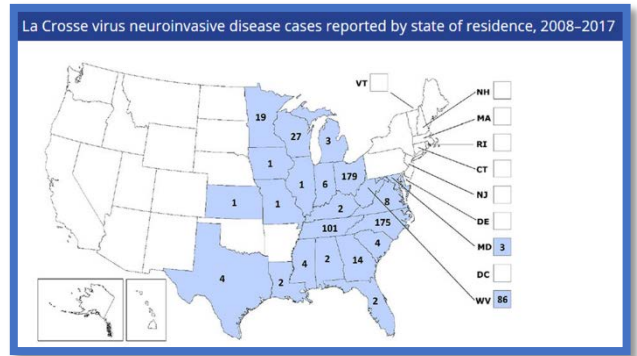 La Crosse virus neuroinvasive disease cases reported by state of residence, 2008–2017
VT
NH
19
MA
27
3
RI
1
CT
179
1
6
NJ
1
1
8
DE
2
175
101
MD 3
4
4
2
14
DC
4
2
2
WV 86